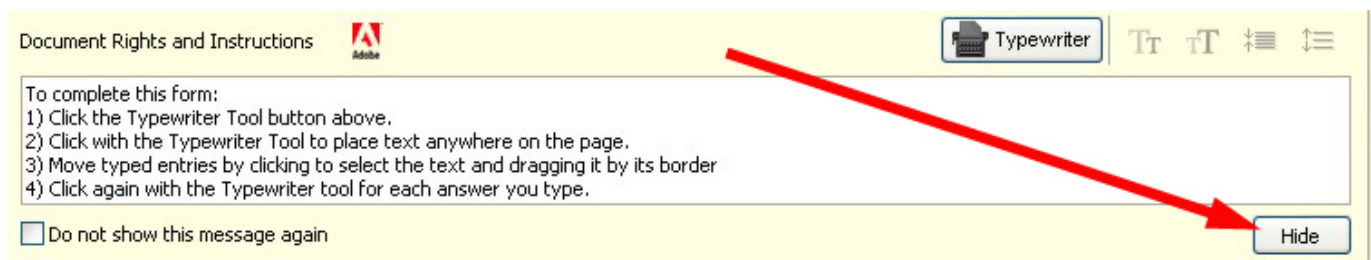 Document Rights and Instructions
Adobe
Typewriter
To complete this form:
1) Click the Typewriter Tool button above.
2) Click with the Typewriter Tool to place text anywhere on the page.
3) Move typed entries by clicking to select the text and dragging it by its border
4) Click again with the Typewriter tool for each answer you type.
Do not show this message again
Hide